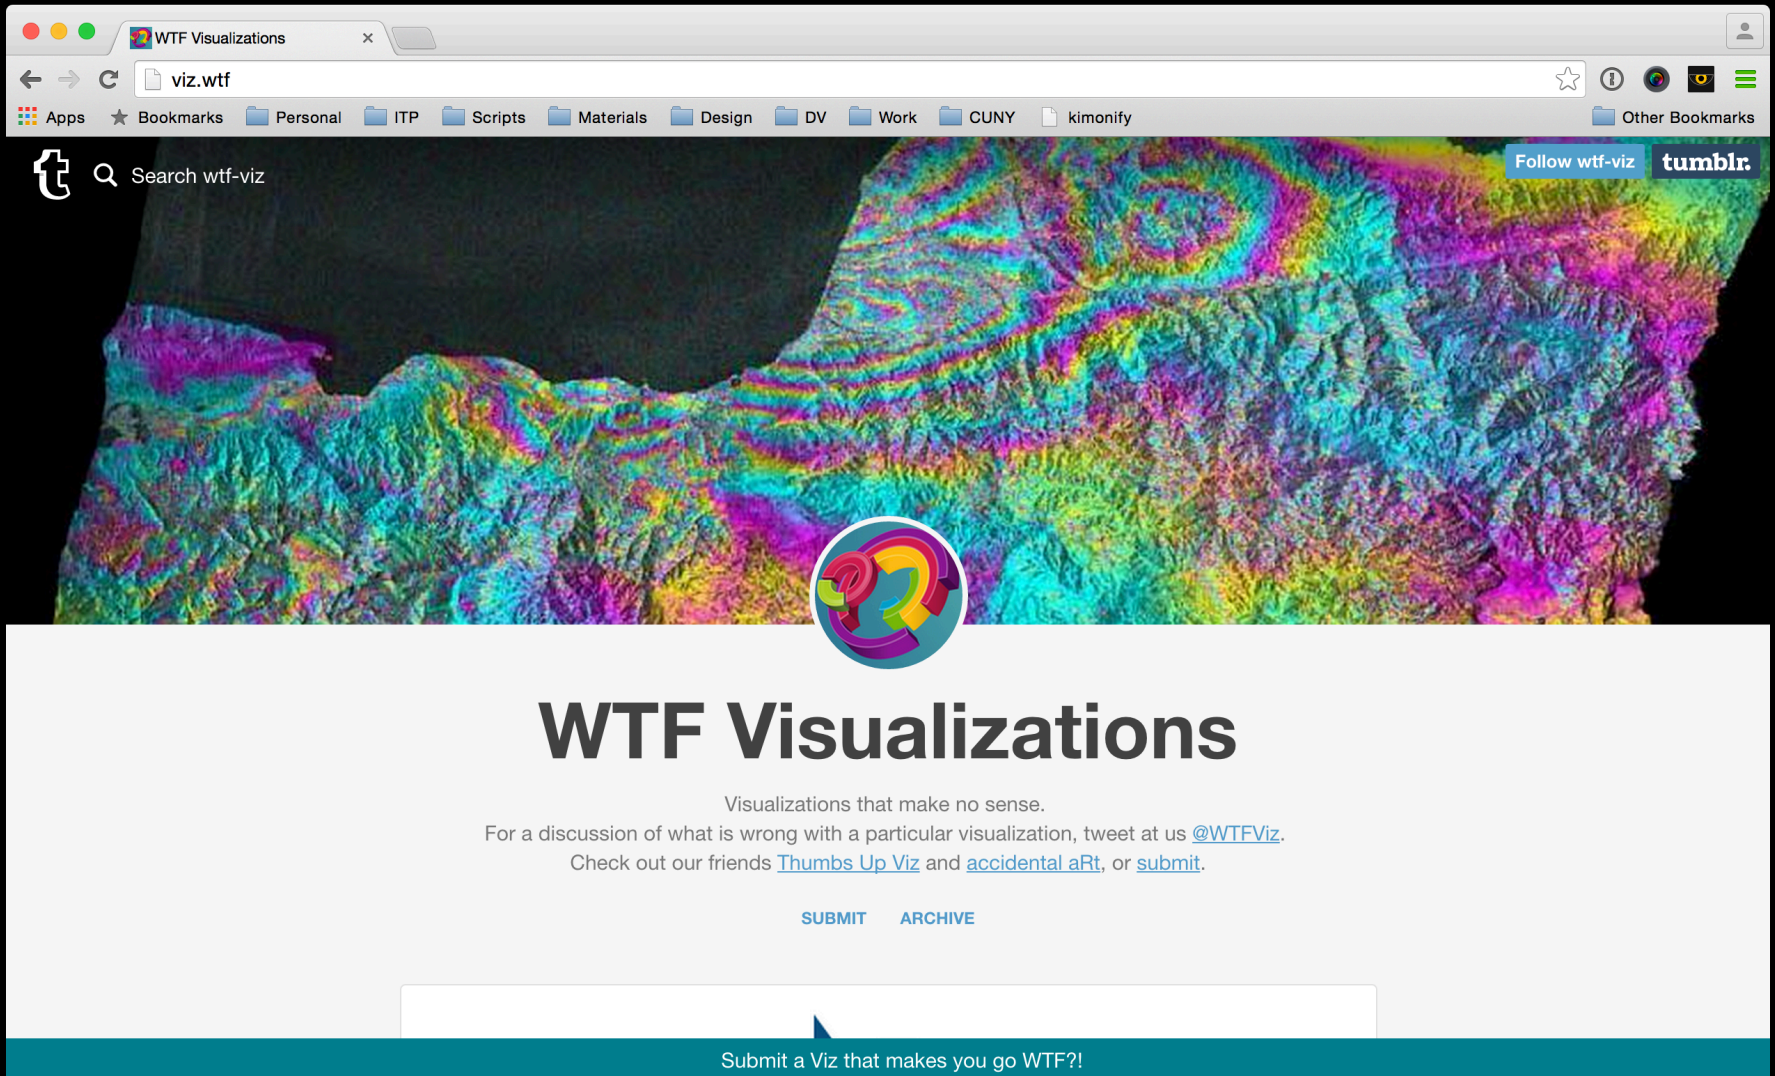 WTF Visualizations
viz.wtf
Apps Bookmarks Personal ITP Scripts Materials Design DV Work CUNY kimonify Other Bookmarks
Search wtf-viz
Follow wtf-viz
tumblr.
WTF Visualizations
Visualizations that make no sense.
For a discussion of what is wrong with a particular visualization, tweet at us @WTFViz.
Check out our friends Thumbs Up Viz and accidental aRt, or submit.
SUBMIT ARCHIVE
Submit a Viz that makes you go WTF?!